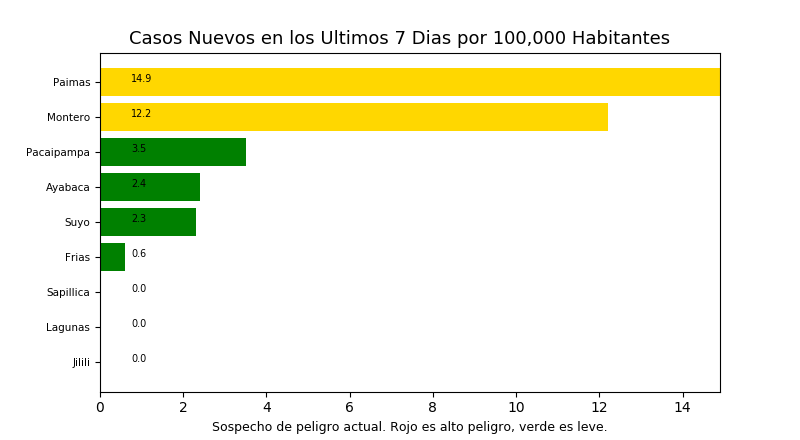 Casos Nuevos en los Ultimos 7 Dias por 100,000 Habitantes
Paimas 14.9
Montero 12.2
Pacaipampa 3.5
Ayabaca 2.4
Suyo 2.3
Frias 0.6
Sapillica 0.0
Lagunas 0.0
Jilili 0.0
0 2 4 6 8 10 12 14
Sospecho de peligro actual. Rojo es alto peligro, verde es leve.